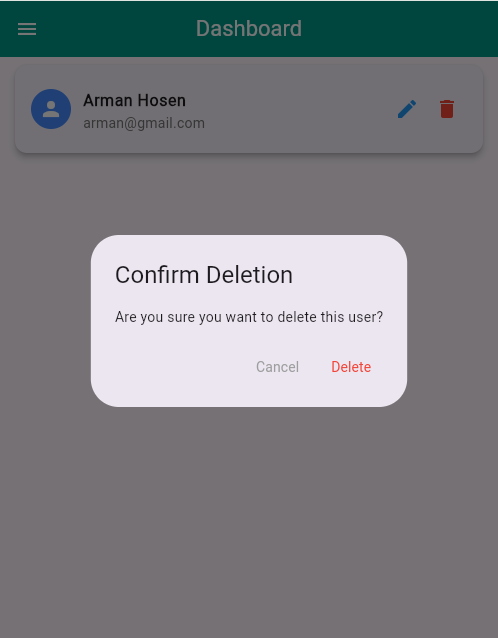 Dashboard
Arman Hosen
arman@gmail.com
Confirm Deletion
Are you sure you want to delete this user?
Cancel Delete